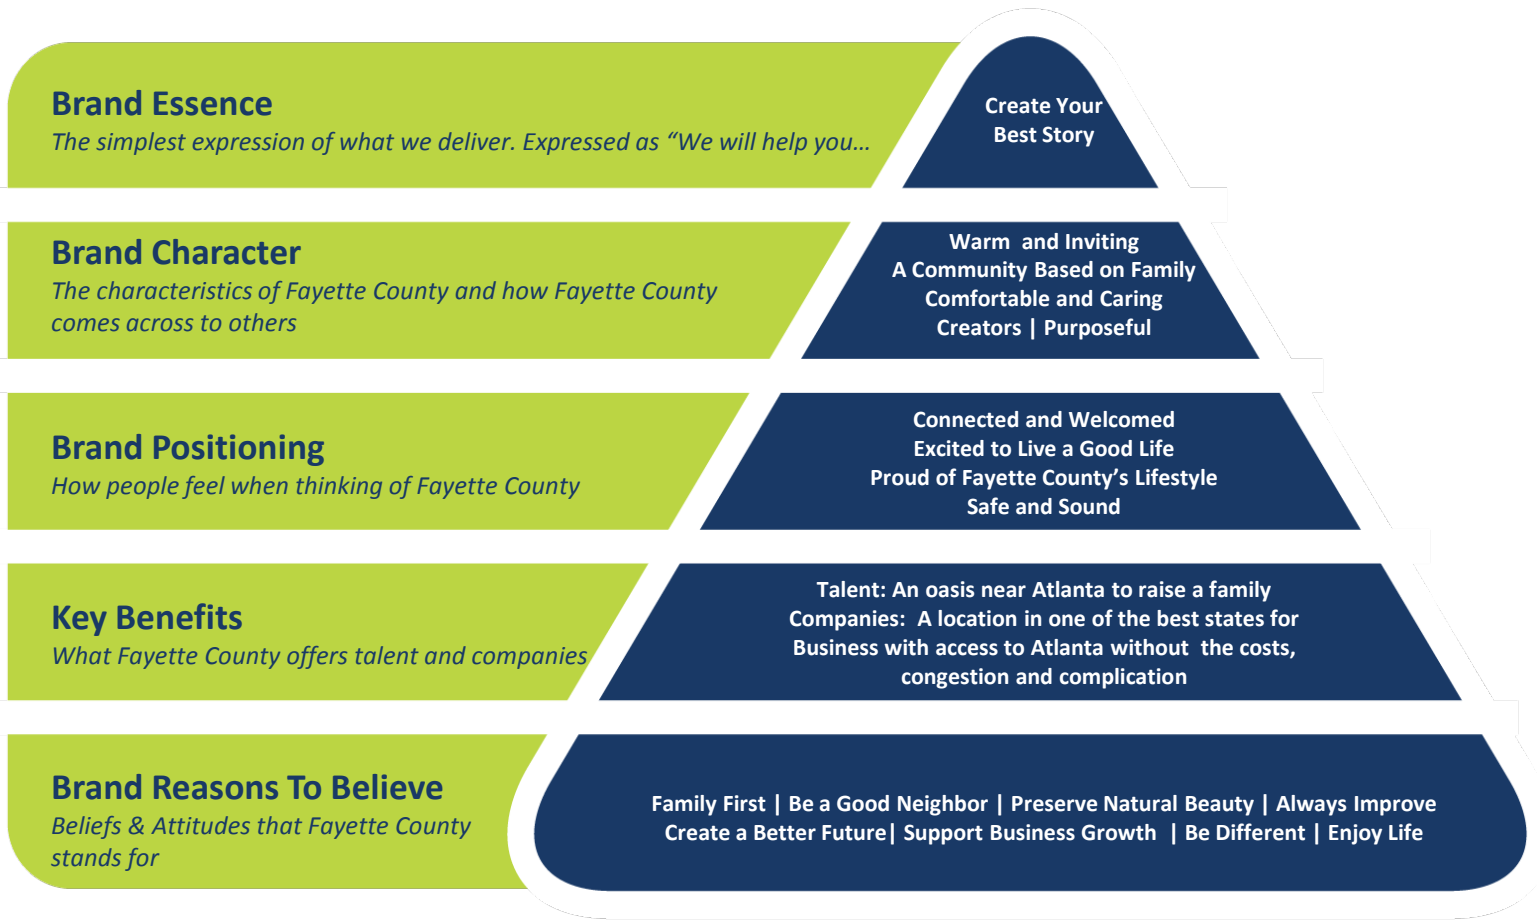 Brand Essence
The simplest expression of what we deliver. Expressed as “We will help you…
Create Your
Best Story
Brand Character
The characteristics of Fayette County and how Fayette County
comes across to others
Warm  and Inviting
A Community Based on Family
Comfortable and Caring
Creators | Purposeful
Brand Positioning
How people feel when thinking of Fayette County
Connected and Welcomed
Excited to Live a Good Life
Proud of Fayette County’s Lifestyle
Safe and Sound
Key Benefits
What Fayette County offers talent and companies
Talent: An oasis near Atlanta to raise a family
Companies:  A location in one of the best states for
Business with access to Atlanta without  the costs,
congestion and complication
Brand Reasons To Believe
Beliefs & Attitudes that Fayette County
stands for
Family First | Be a Good Neighbor | Preserve Natural Beauty | Always Improve
Create a Better Future| Support Business Growth  | Be Different | Enjoy Life